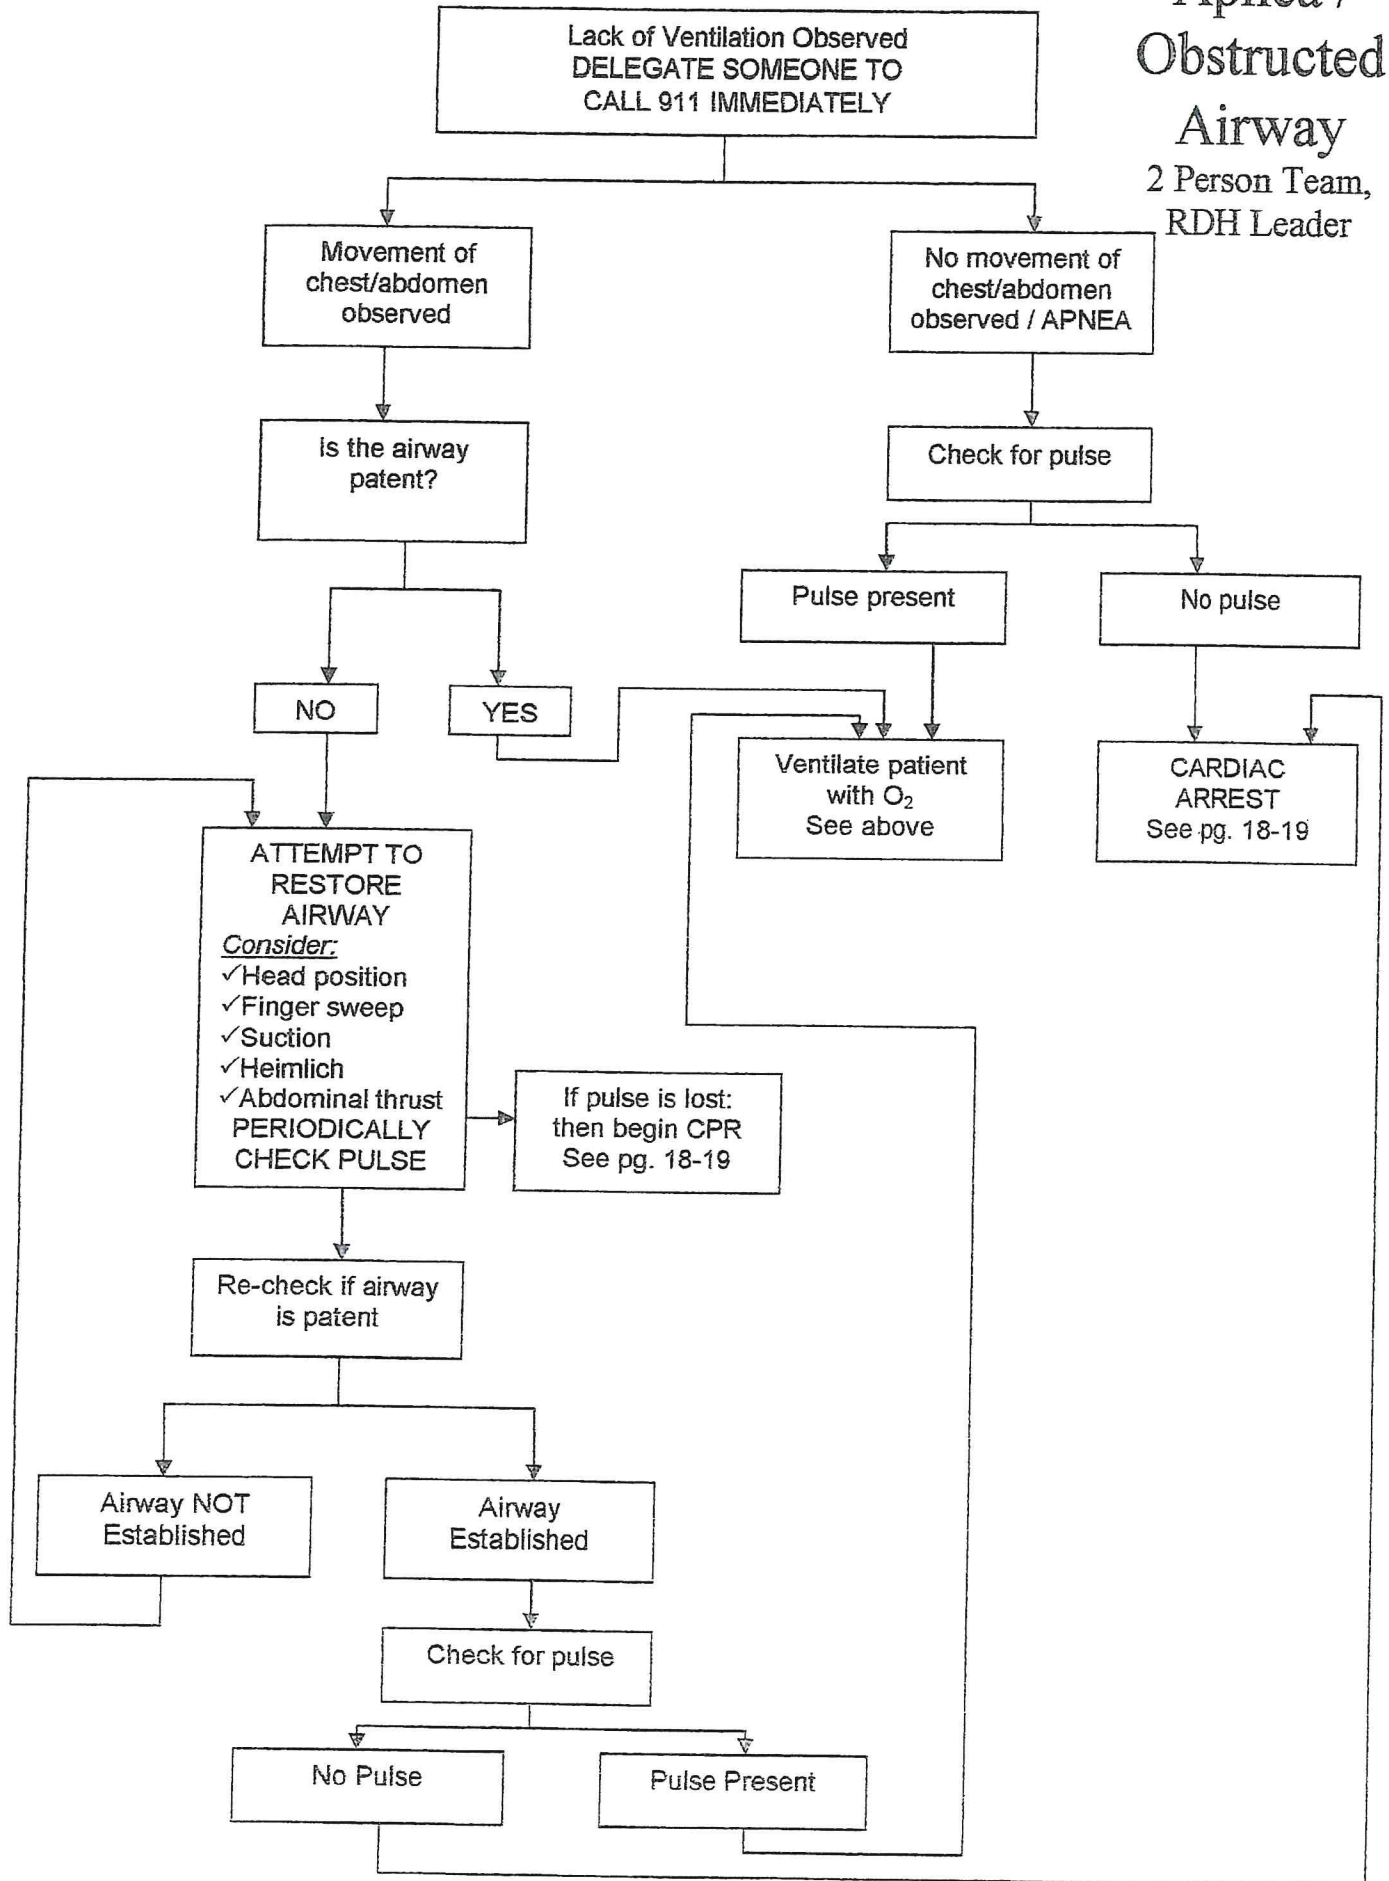 Apnea /
Obstructed
Airway
2 Person Team,
RDH Leader
Lack of Ventilation Observed
DELEGATE SOMEONE TO
CALL 911 IMMEDIATELY
Movement of
chest/abdomen
observed
No movement of
chest/abdomen
observed / APNEA
Is the airway
patent?
Check for pulse
Pulse present
No pulse
NO
YES
Ventilate patient
with O₂
See above
CARDIAC
ARREST
See pg. 18-19
ATTEMPT TO
RESTORE
AIRWAY
Consider:
✓Head position
✓Finger sweep
✓Suction
✓Heimlich
✓Abdominal thrust
PERIODICALLY
CHECK PULSE
If pulse is lost:
then begin CPR
See pg. 18-19
Re-check if airway
is patent
Airway NOT
Established
Airway
Established
Check for pulse
No Pulse
Pulse Present